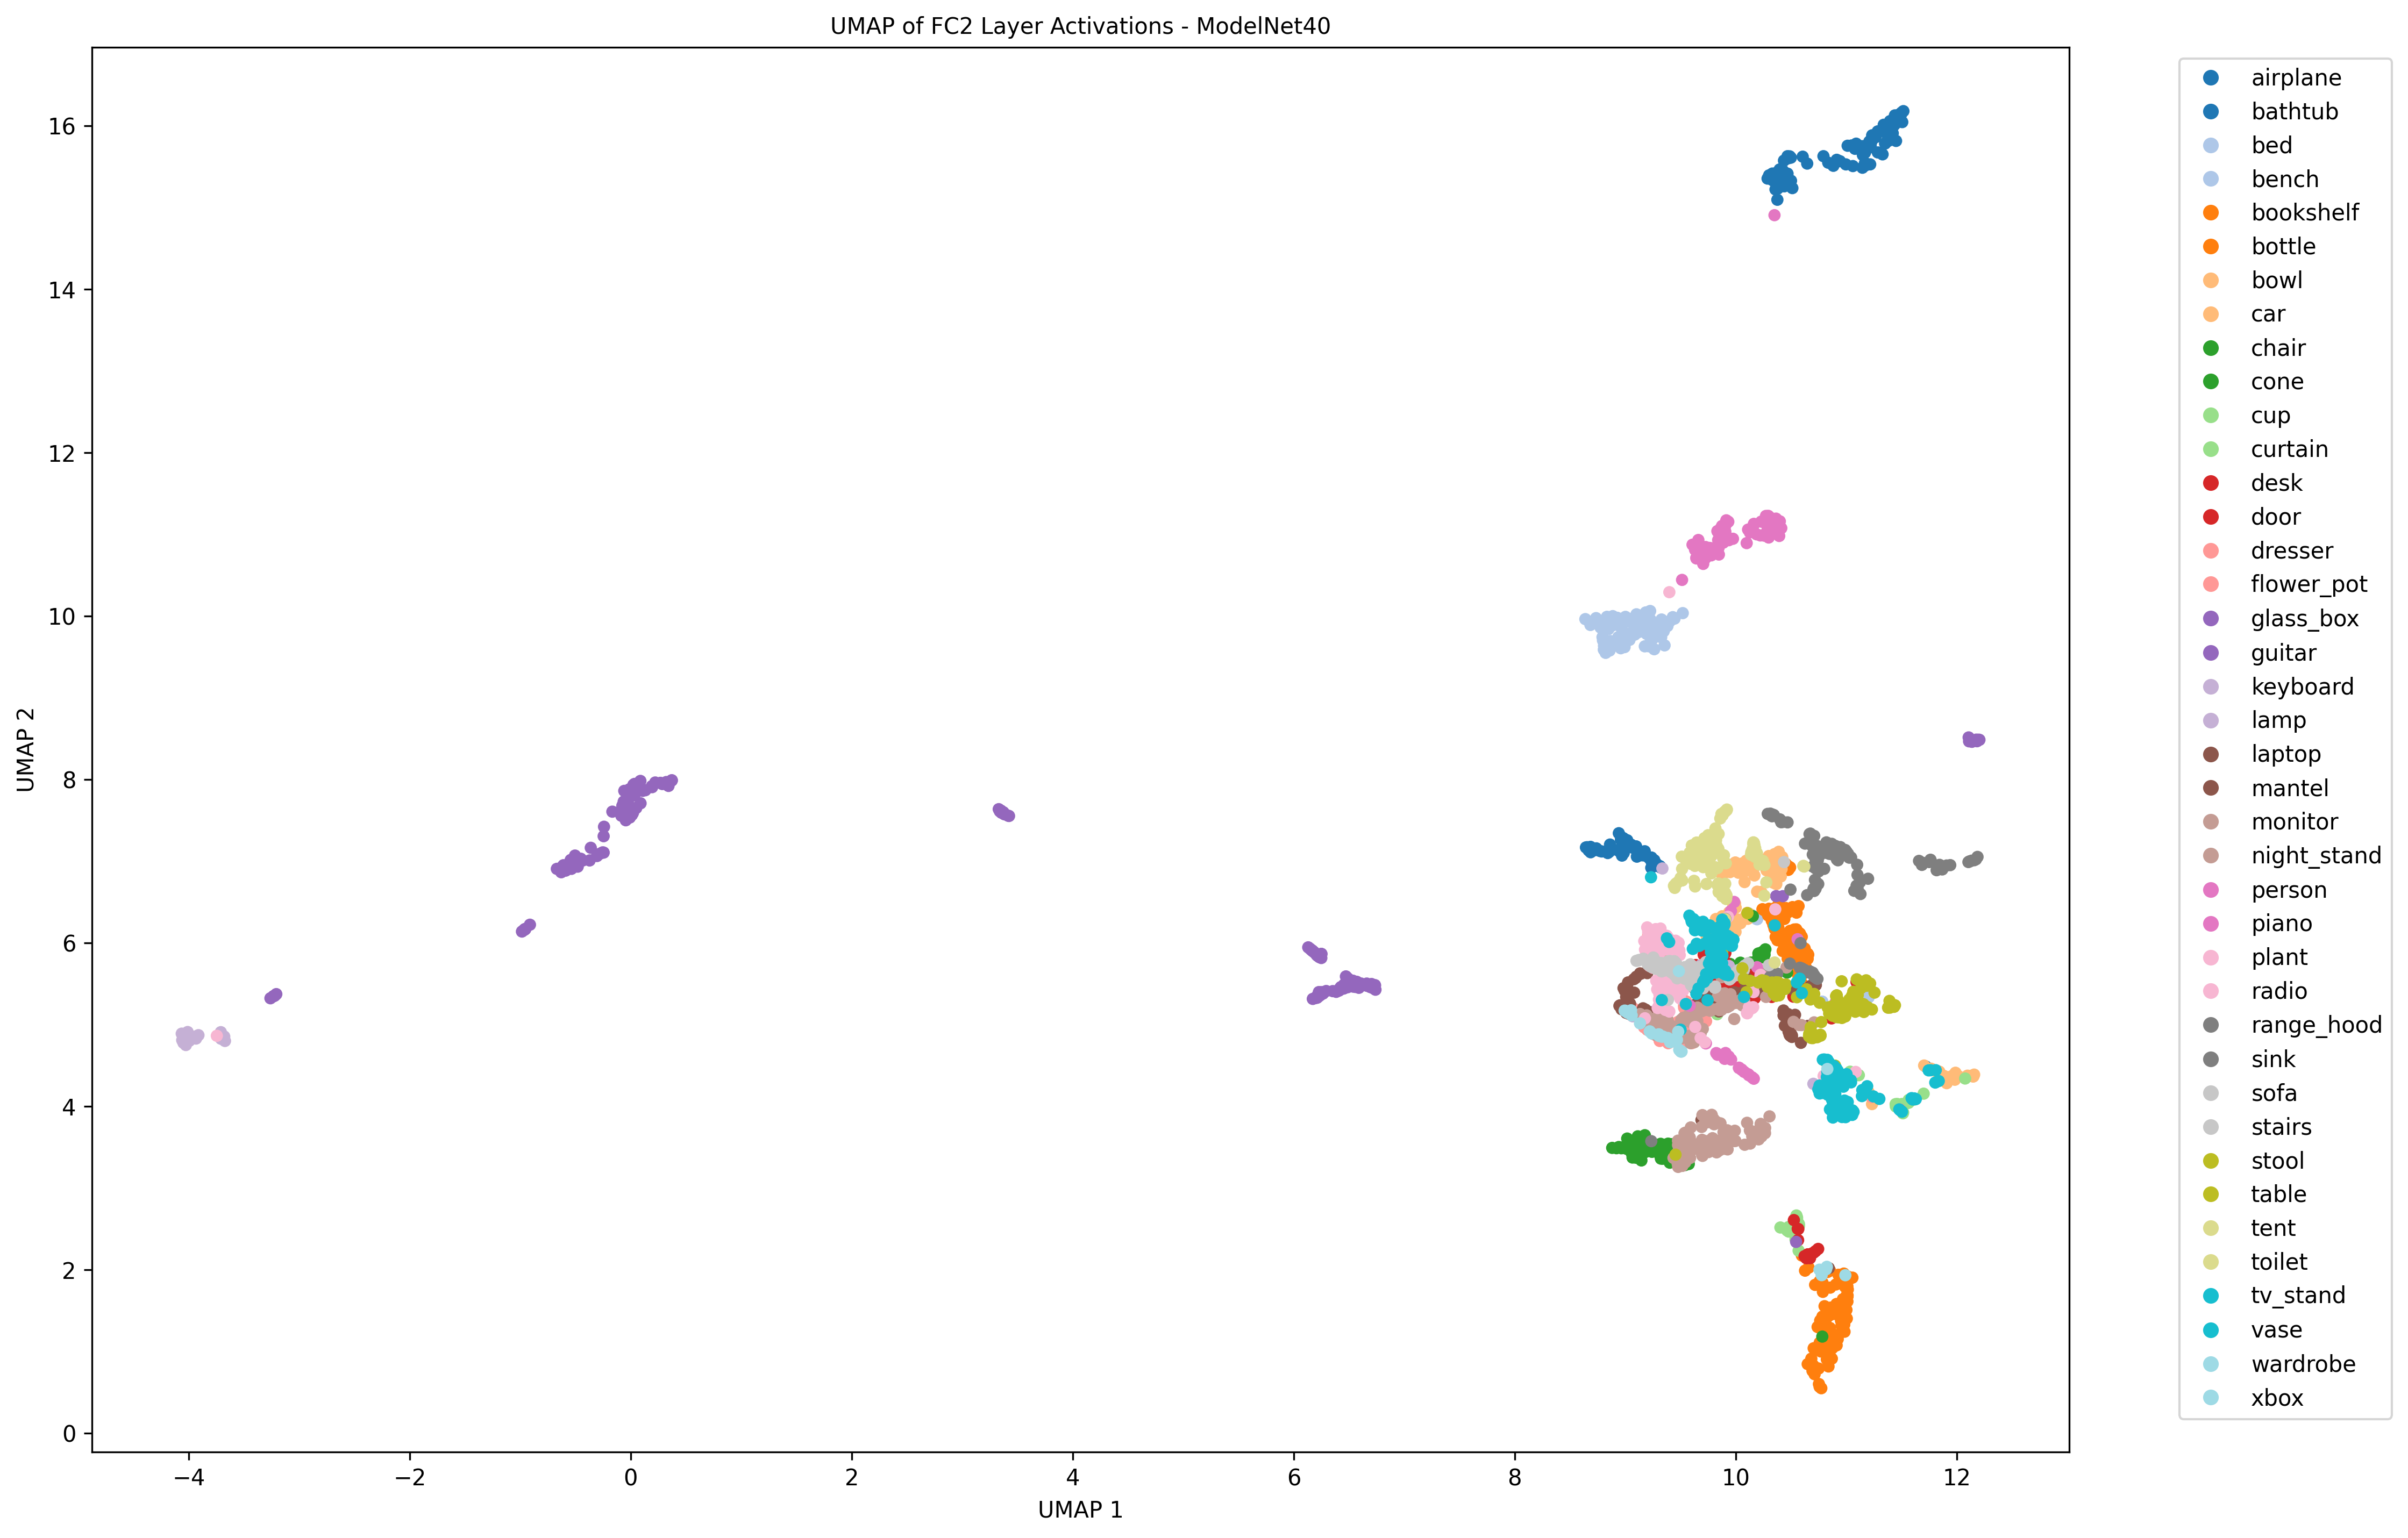 UMAP of FC2 Layer Activations - ModelNet40
16
14
12
10
8
6
4
2
0
UMAP 2
−4
−2
0
2
4
6
8
10
12
UMAP 1
airplane
bathtub
bed
bench
bookshelf
bottle
bowl
car
chair
cone
cup
curtain
desk
door
dresser
flower_pot
glass_box
guitar
keyboard
lamp
laptop
mantel
monitor
night_stand
person
piano
plant
radio
range_hood
sink
sofa
stairs
stool
table
tent
toilet
tv_stand
vase
wardrobe
xbox